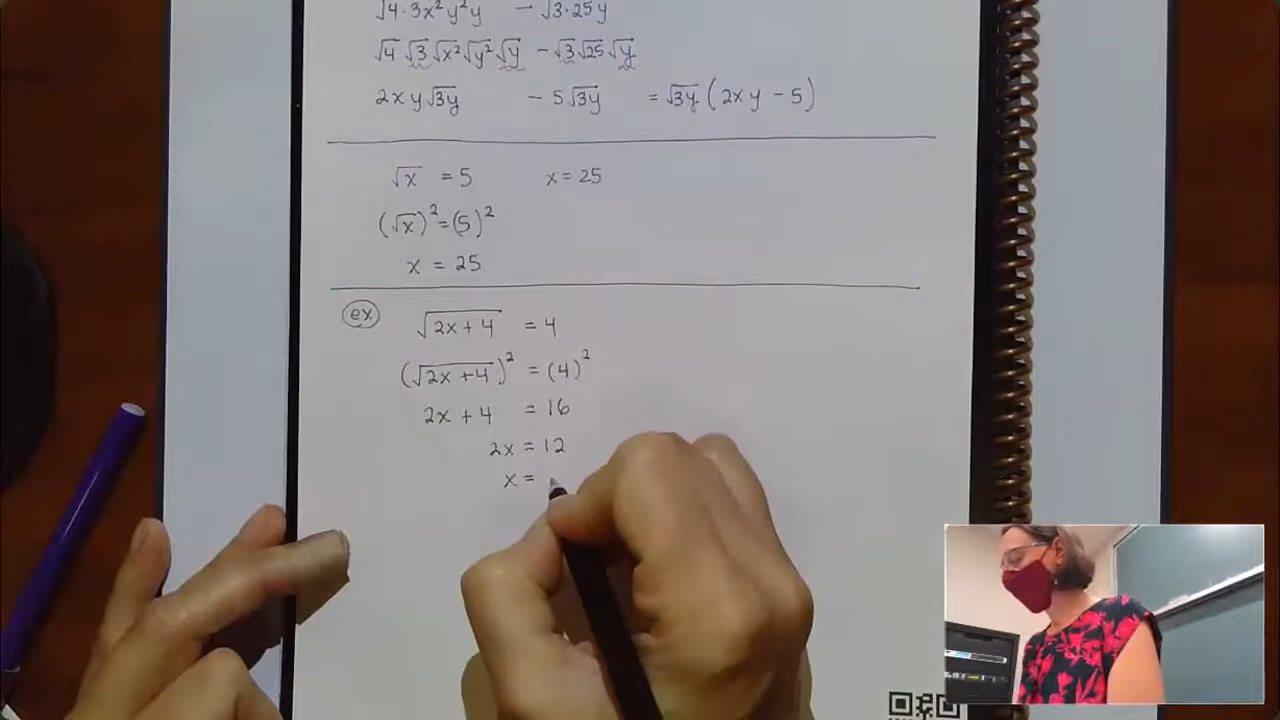 √4·3x²y²y - √3·25y
√4 √3 √x² √y² √y - √3 √25 √y
2xy√3y - 5√3y = √3y (2xy - 5)
√x = 5 x = 25
(√x)² = (5)²
x = 25
ex √2x + 4 = 4
(√2x + 4)² = (4)²
2x + 4 = 16
2x = 12
x =